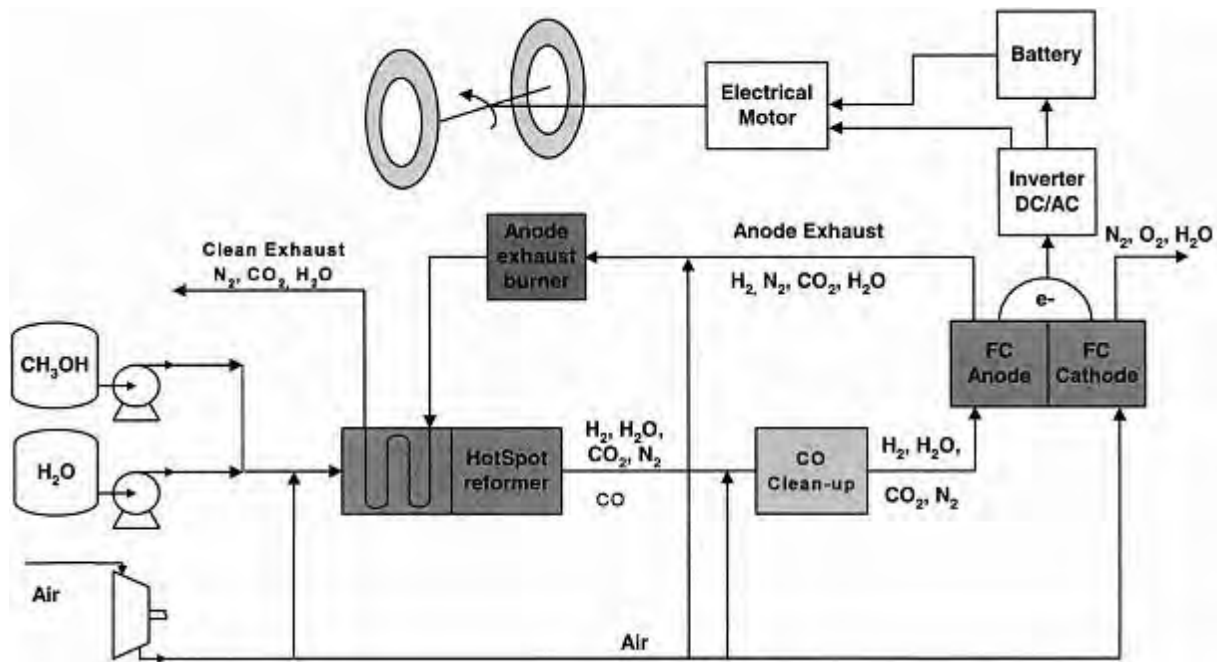 Battery
Electrical
Motor
Inverter
DC/AC
Clean Exhaust
N₂, CO₂, H₂O
Anode
exhaust
burner
Anode Exhaust
H₂, N₂, CO₂, H₂O
N₂, O₂, H₂O
e-
CH₃OH
FC
Anode
FC
Cathode
H₂O
HotSpot
reformer
H₂, H₂O,
CO₂, N₂
CO
CO
Clean-up
H₂, H₂O,
CO₂, N₂
Air
Air